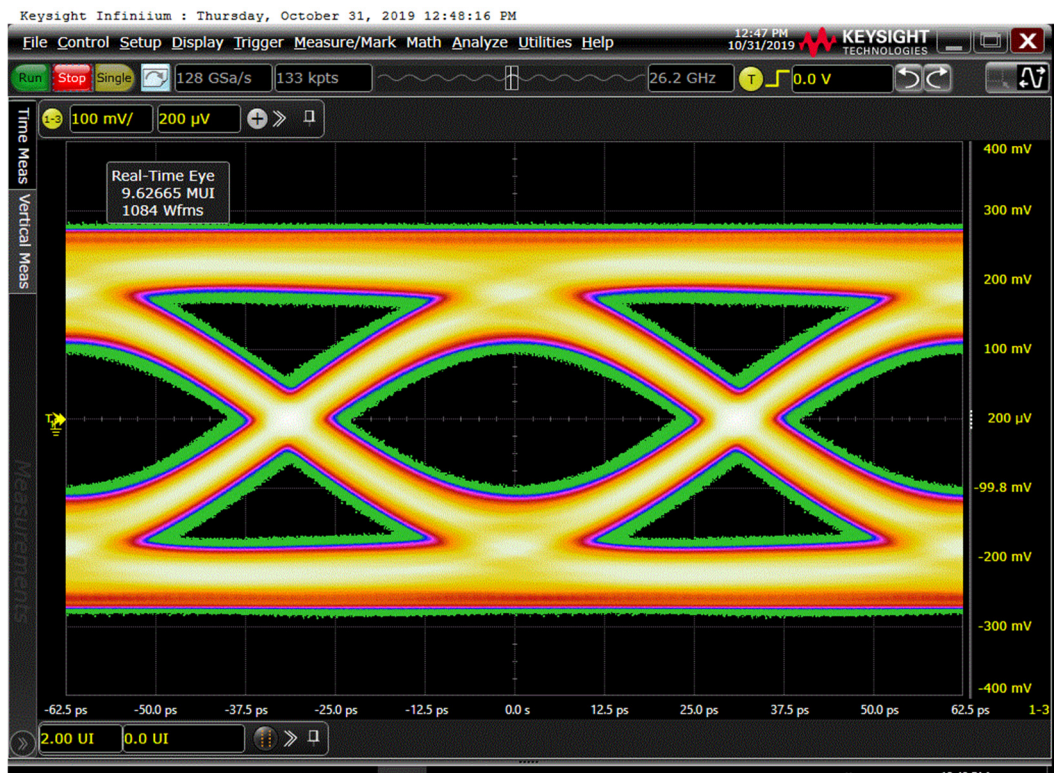 Keysight Infiniium : Thursday, October 31, 2019 12:48:16 PM
File Control Setup Display Trigger Measure/Mark Math Analyze Utilities Help
12:47 PM
10/31/2019
KEYSIGHT
TECHNOLOGIES
Run Stop Single 128 GSa/s 133 kpts 26.2 GHz T 0.0 V
Time Meas
Vertical Meas
Measurements
1-3 100 mV/ 200 µV
Real-Time Eye
9.62665 MUI
1084 Wfms
400 mV
300 mV
200 mV
100 mV
T 200 µV
-99.8 mV
-200 mV
-300 mV
-400 mV
-62.5 ps -50.0 ps -37.5 ps -25.0 ps -12.5 ps 0.0 s 12.5 ps 25.0 ps 37.5 ps 50.0 ps 62.5 ps 1-3
2.00 UI 0.0 UI